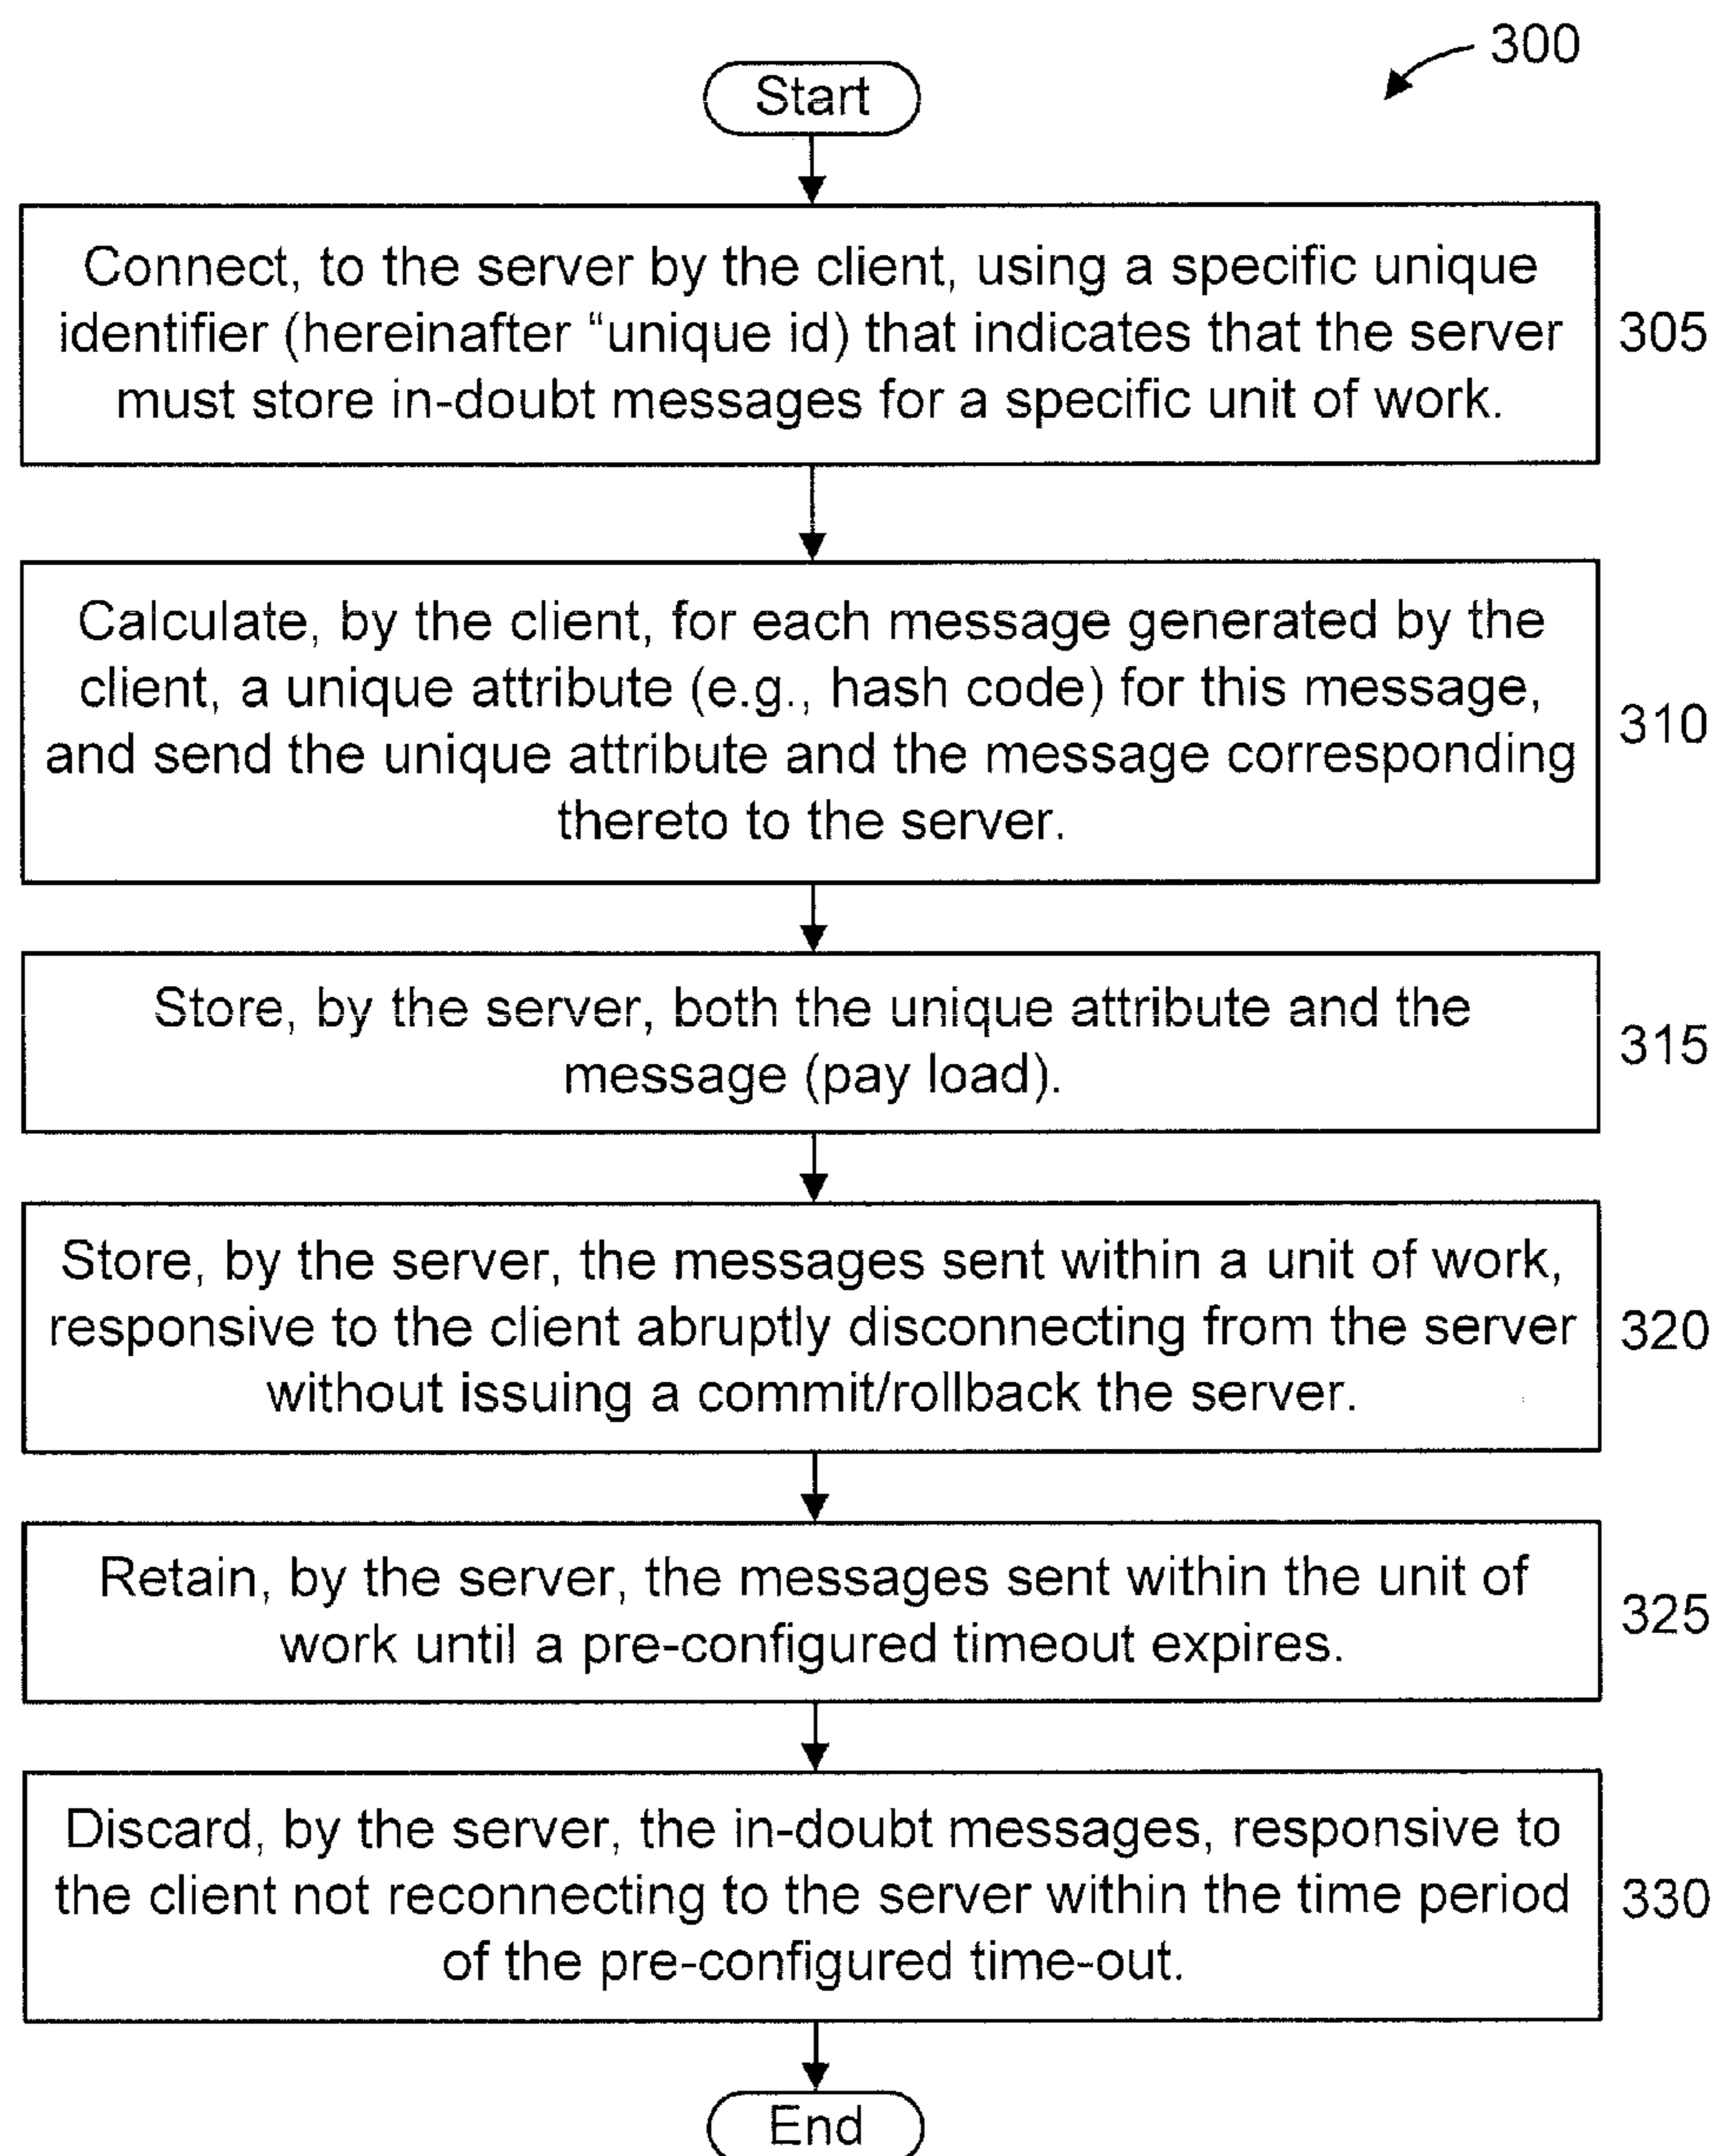 300
Start
Connect, to the server by the client, using a specific unique
identifier (hereinafter “unique id) that indicates that the server
must store in-doubt messages for a specific unit of work.
305
Calculate, by the client, for each message generated by the
client, a unique attribute (e.g., hash code) for this message,
and send the unique attribute and the message corresponding
thereto to the server.
310
Store, by the server, both the unique attribute and the
message (pay load).
315
Store, by the server, the messages sent within a unit of work,
responsive to the client abruptly disconnecting from the server
without issuing a commit/rollback the server.
320
Retain, by the server, the messages sent within the unit of
work until a pre-configured timeout expires.
325
Discard, by the server, the in-doubt messages, responsive to
the client not reconnecting to the server within the time period
of the pre-configured time-out.
330
End